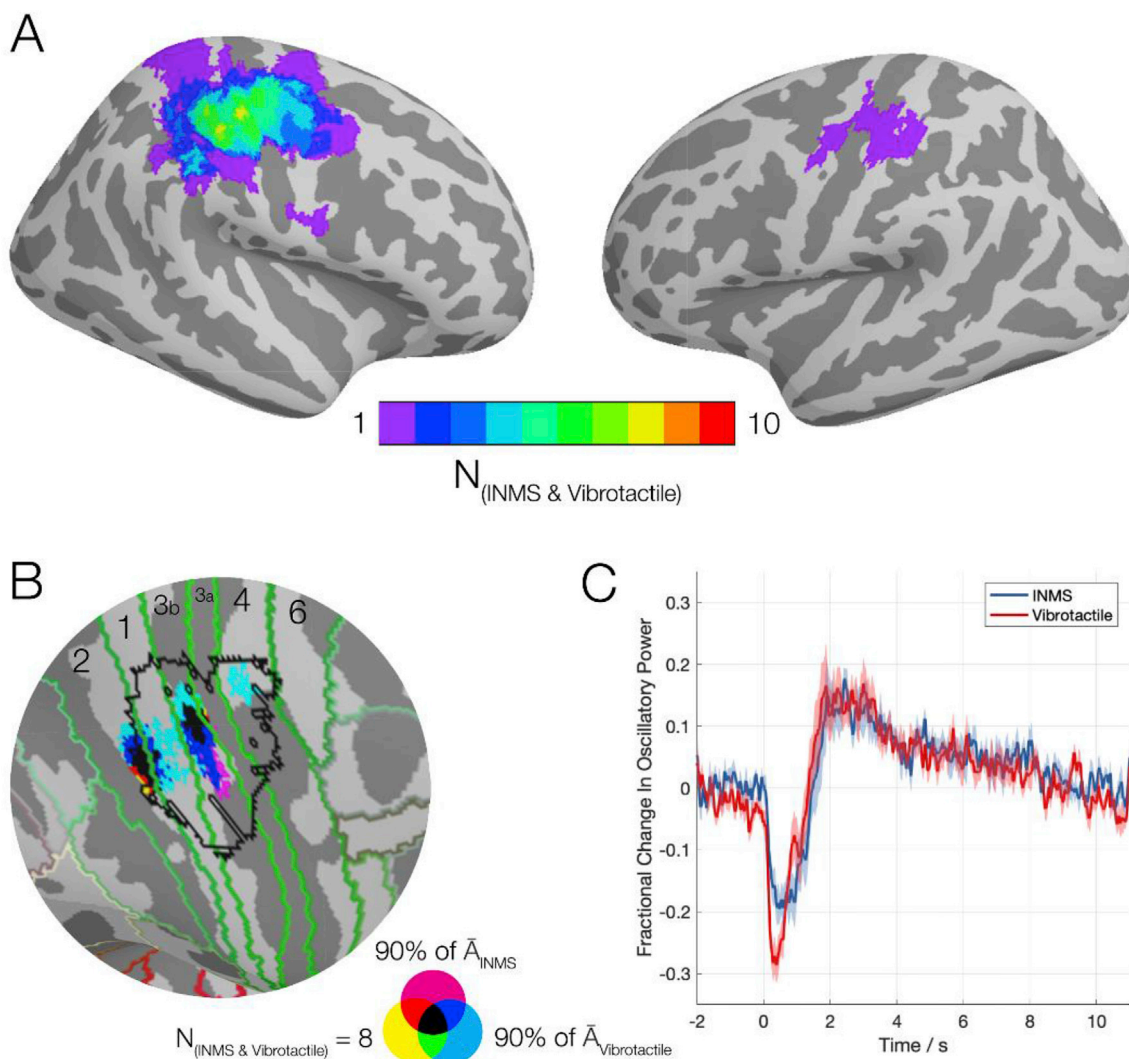 A
1
10
N(INMS & Vibrotactile)
B
1
2
3b
3a
4
6
90% of ĀINMS
N(INMS & Vibrotactile) = 8
90% of ĀVibrotactile
C
INMS
Vibrotactile
Fractional Change In Oscillatory Power
0.3
0.2
0.1
0
-0.1
-0.2
-0.3
-2
0
2
4
6
8
10
Time / s